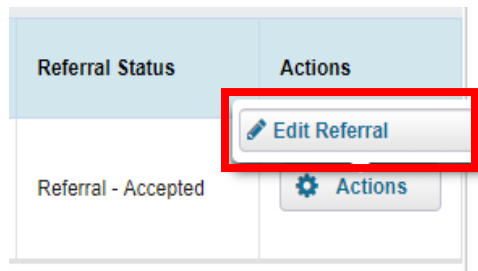 Referral Status
Actions
Edit Referral
Referral - Accepted
Actions